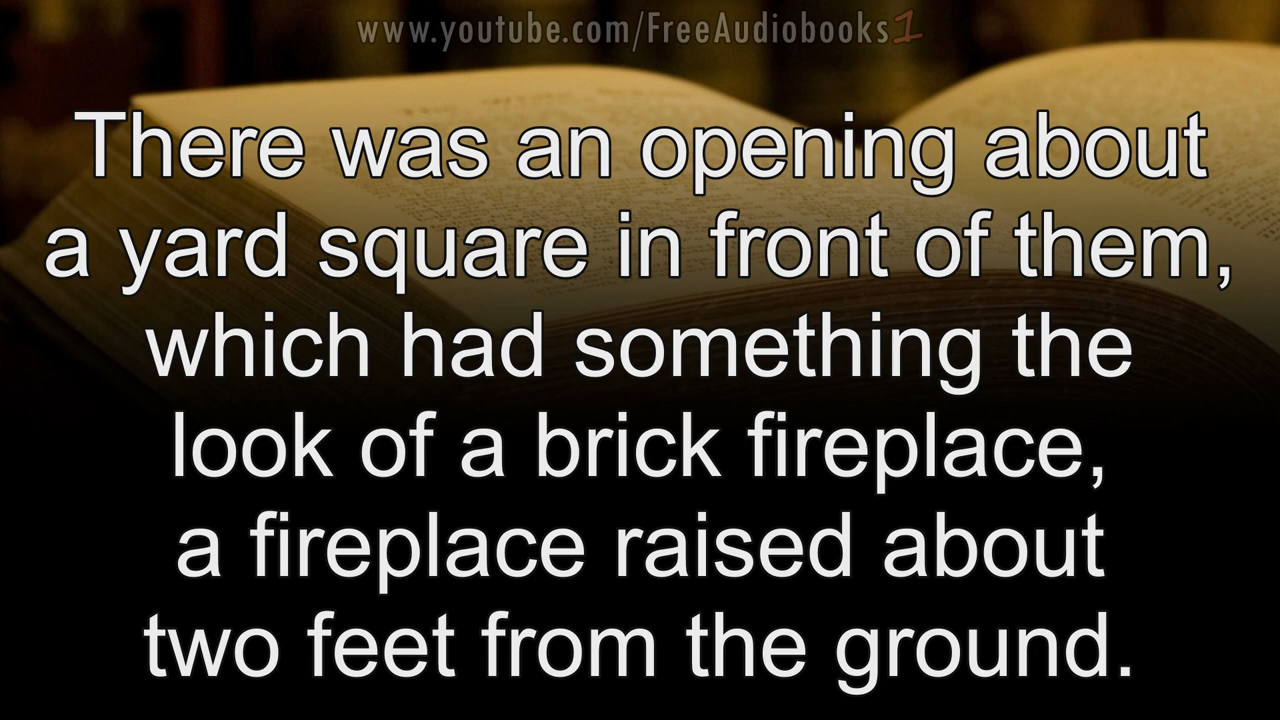 www.youtube.com/FreeAudiobooks1
There was an opening about
a yard square in front of them,
which had something the
look of a brick fireplace,
a fireplace raised about
two feet from the ground.